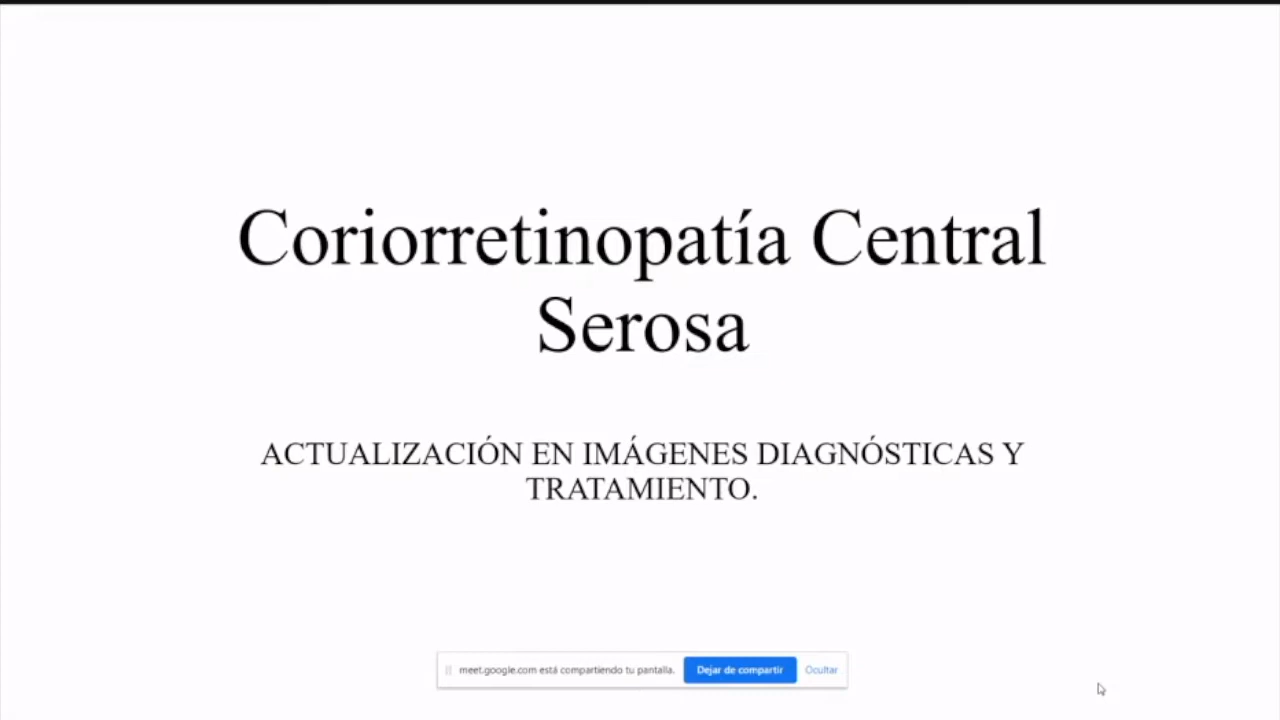 Coriorretinopatía Central
Serosa
ACTUALIZACIÓN EN IMÁGENES DIAGNÓSTICAS Y
TRATAMIENTO.
meet.google.com está compartiendo tu pantalla. Dejar de compartir Ocultar